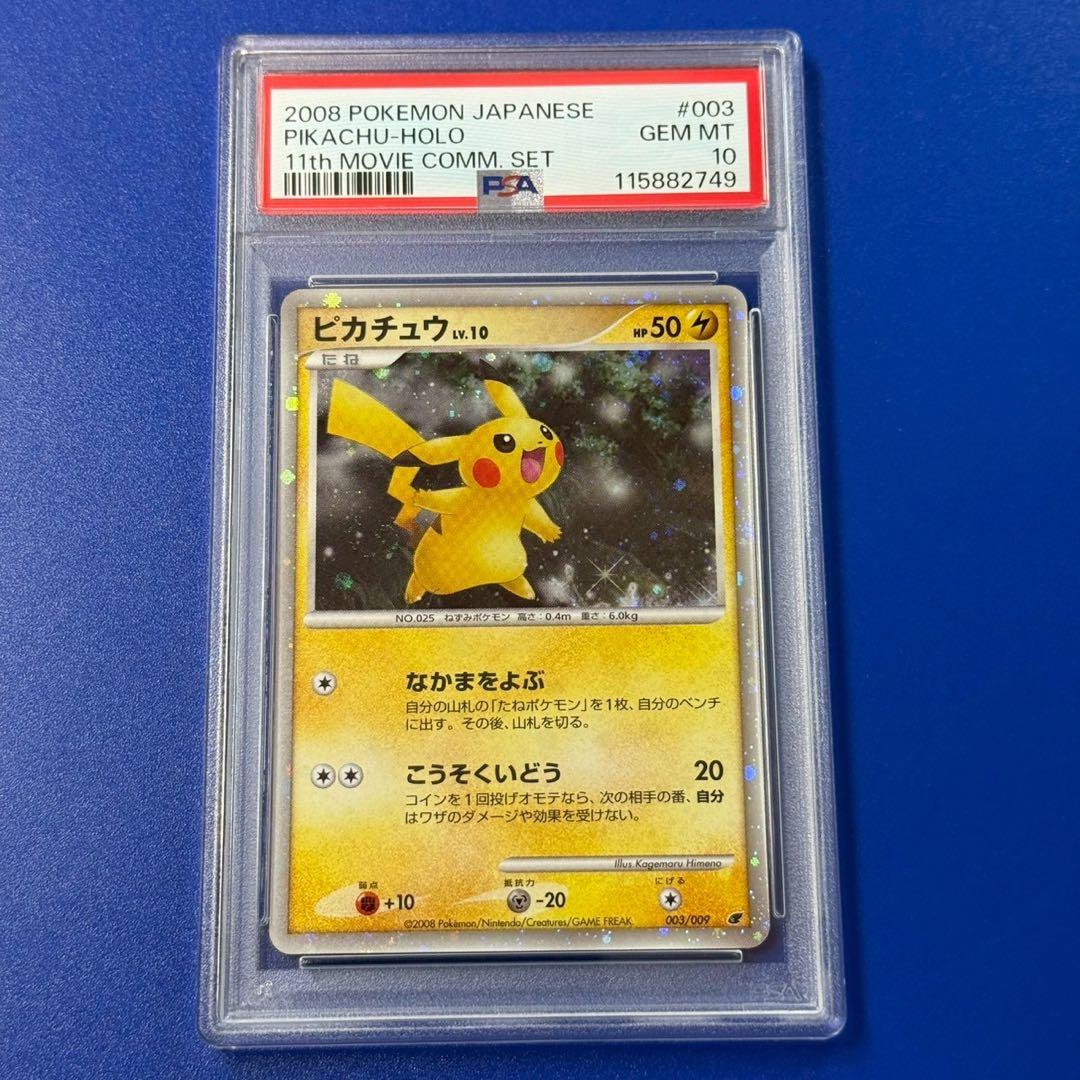 2008 POKEMON JAPANESE #003
PIKACHU-HOLO GEM MT
11th MOVIE COMM. SET 10
PSA 115882749
ピカチュウ LV.10 HP 50
たね
NO.025 ねずみポケモン 高さ:0.4m 重さ:6.0kg
なかまをよぶ
自分の山札の「たねポケモン」を1枚、自分のベンチ
に出す。その後、山札を切る。
こうそくいどう 20
コインを1回投げオモテなら、次の相手の番、自分
はワザのダメージや効果を受けない。
Illus. Kagemaru Himeno
弱点 抵抗力 にげる
+10 -20
©2008 Pokémon/Nintendo/Creatures/GAME FREAK 003/009
PSA